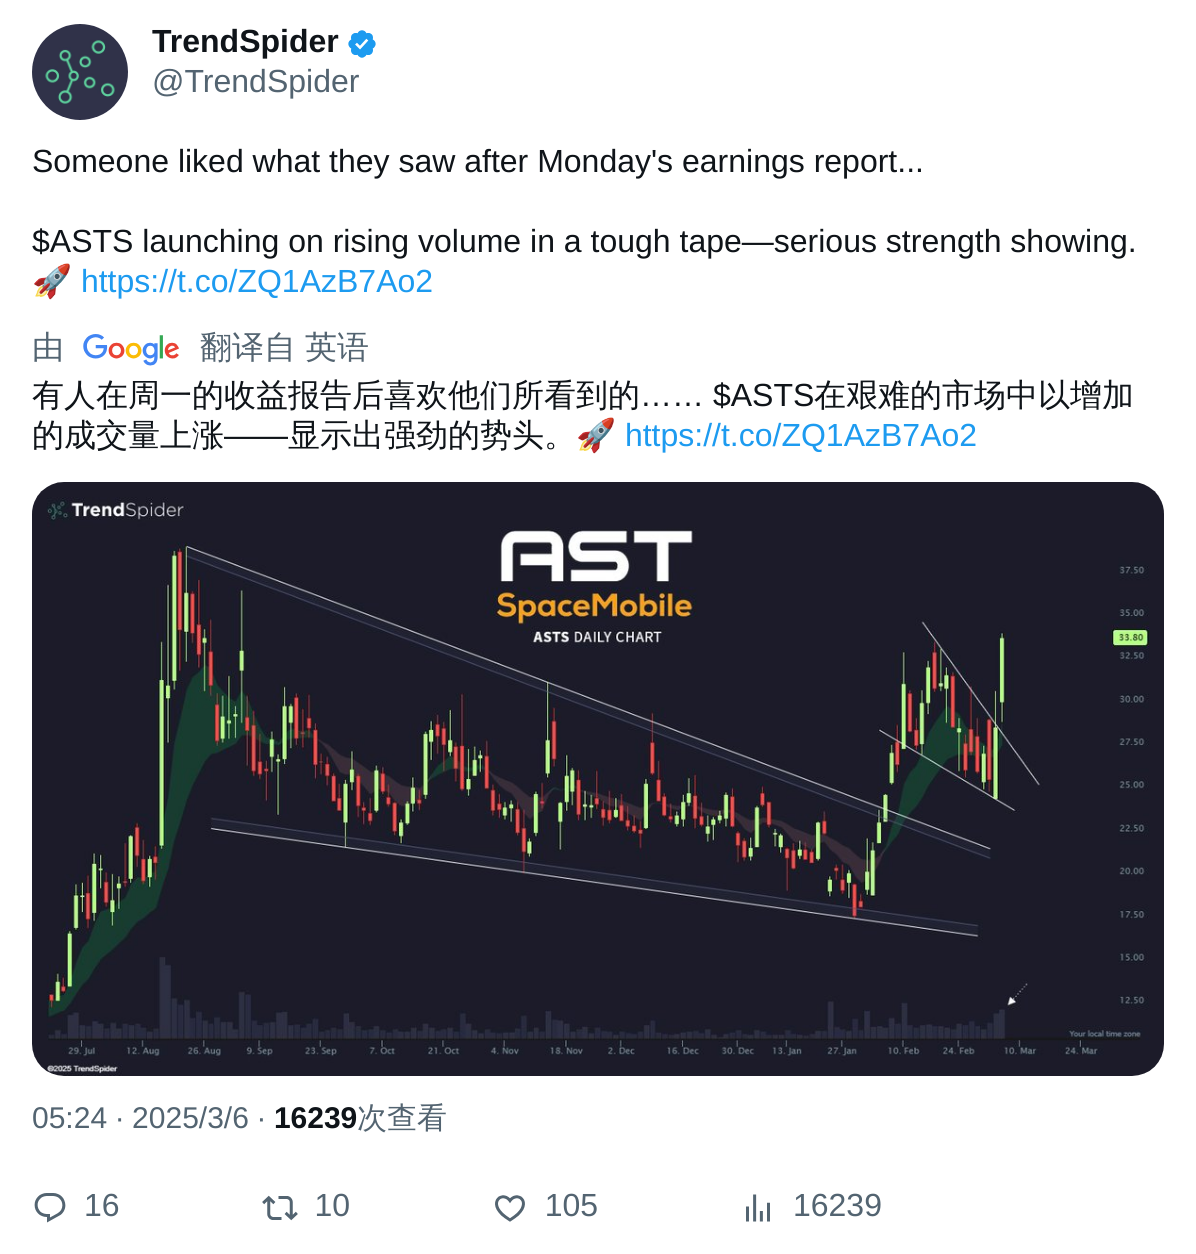 TrendSpider
@TrendSpider
Someone liked what they saw after Monday's earnings report...
$ASTS launching on rising volume in a tough tape—serious strength showing.
🚀 https://t.co/ZQ1AzB7Ao2
由 Google 翻译自 英语
有人在周一的收益报告后喜欢他们所看到的…… $ASTS在艰难的市场中以增加
的成交量上涨——显示出强劲的势头。🚀 https://t.co/ZQ1AzB7Ao2
TrendSpider
AST
SpaceMobile
ASTS DAILY CHART
37.50
35.00
33.80
32.50
30.00
27.50
25.00
22.50
20.00
17.50
15.00
12.50
Your local time zone
29. Jul 12. Aug 26. Aug 9. Sep 23. Sep 7. Oct 21. Oct 4. Nov 18. Nov 2. Dec 16. Dec 30. Dec 13. Jan 27. Jan 10. Feb 24. Feb 10. Mar 24. Mar
©2025 TrendSpider
05:24 · 2025/3/6 · 16239次查看
16 10 105 16239